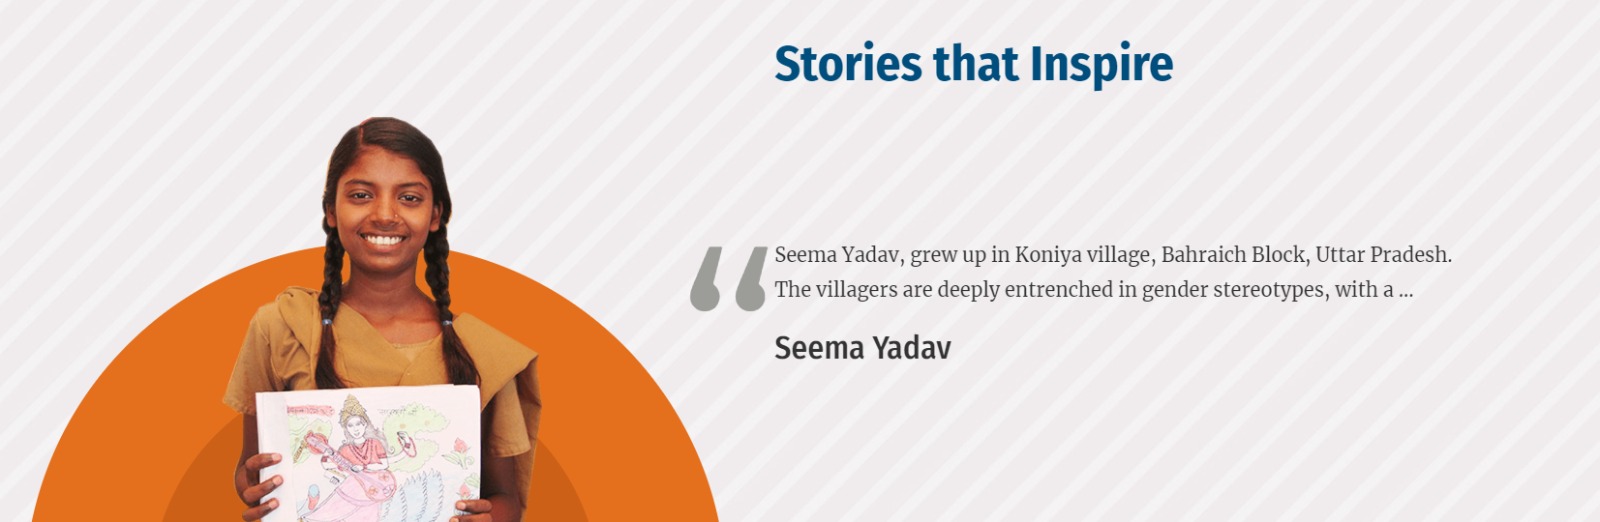 Stories that Inspire
Seema Yadav, grew up in Koniya village, Bahraich Block, Uttar Pradesh.
The villagers are deeply entrenched in gender stereotypes, with a ...
Seema Yadav